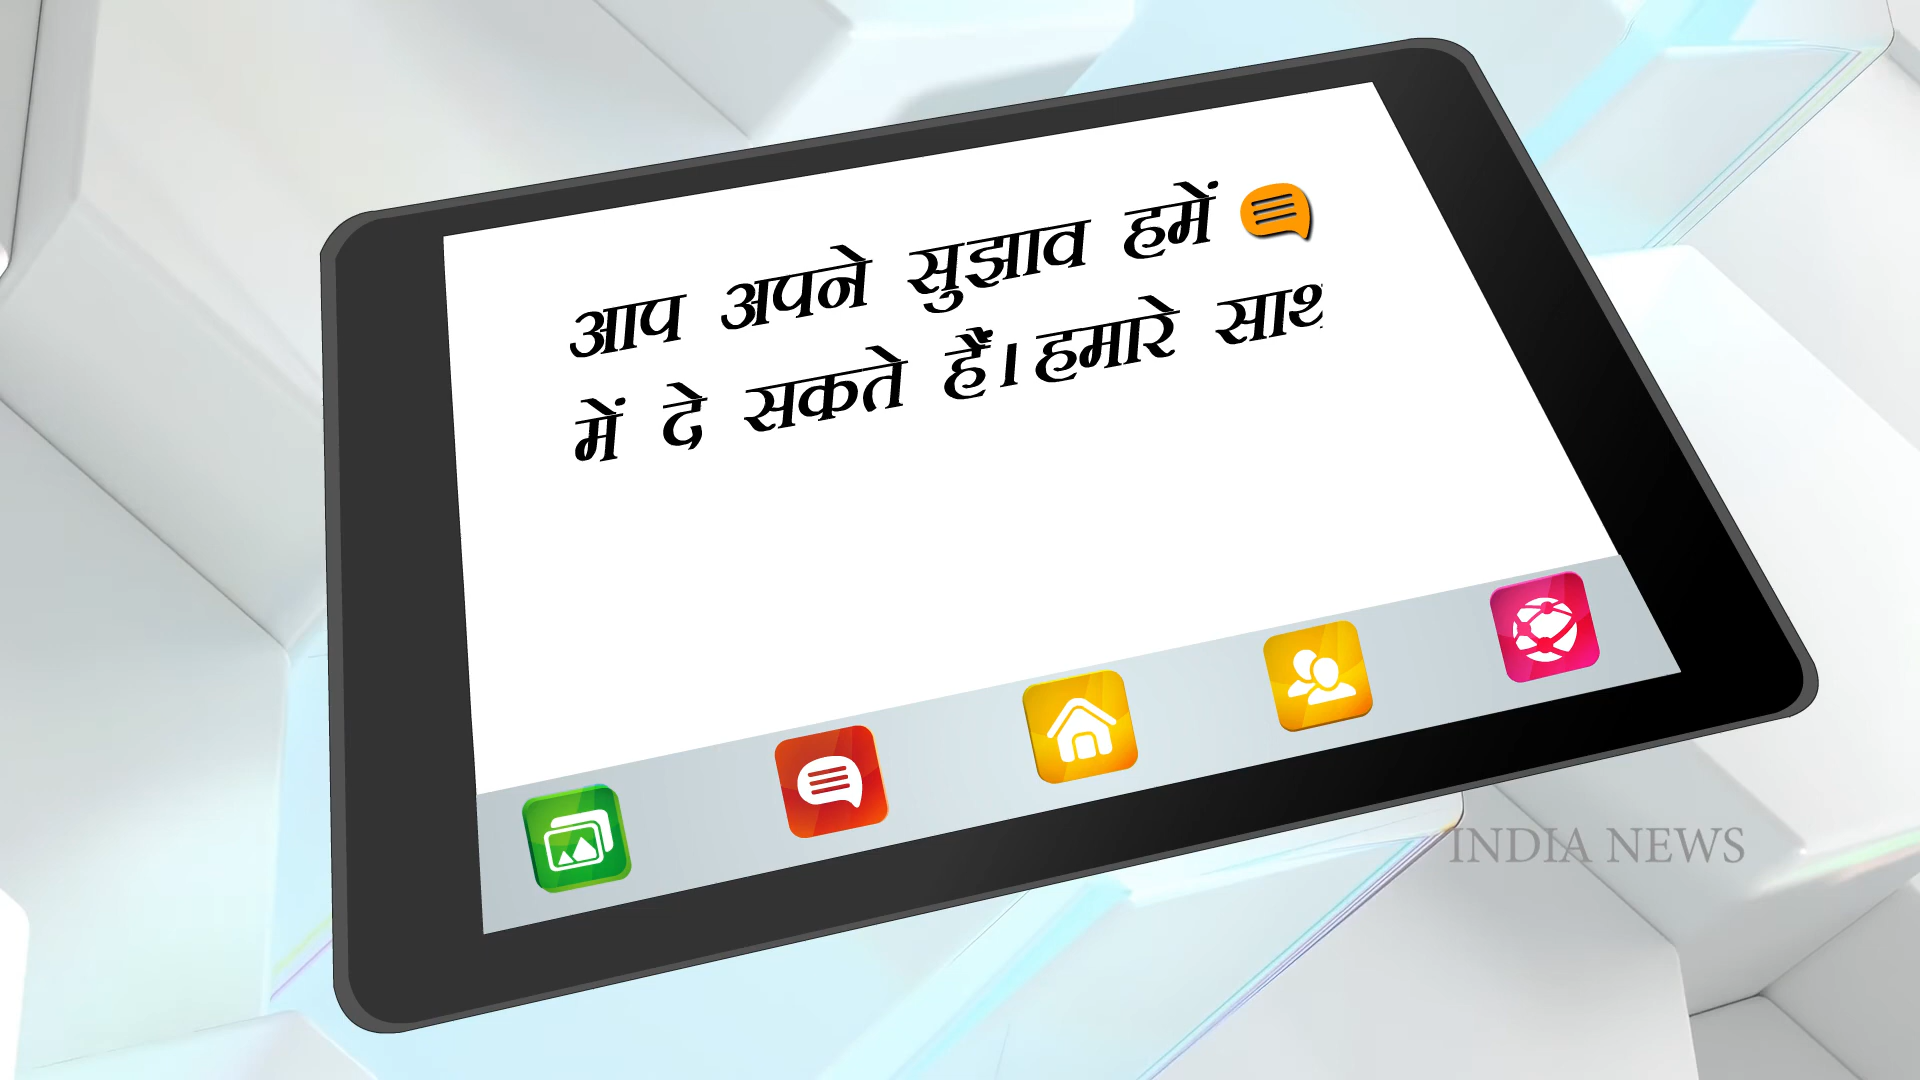 आप अपने सुझाव हमें
में दे सकते हैं। हमारे
INDIA NEWS